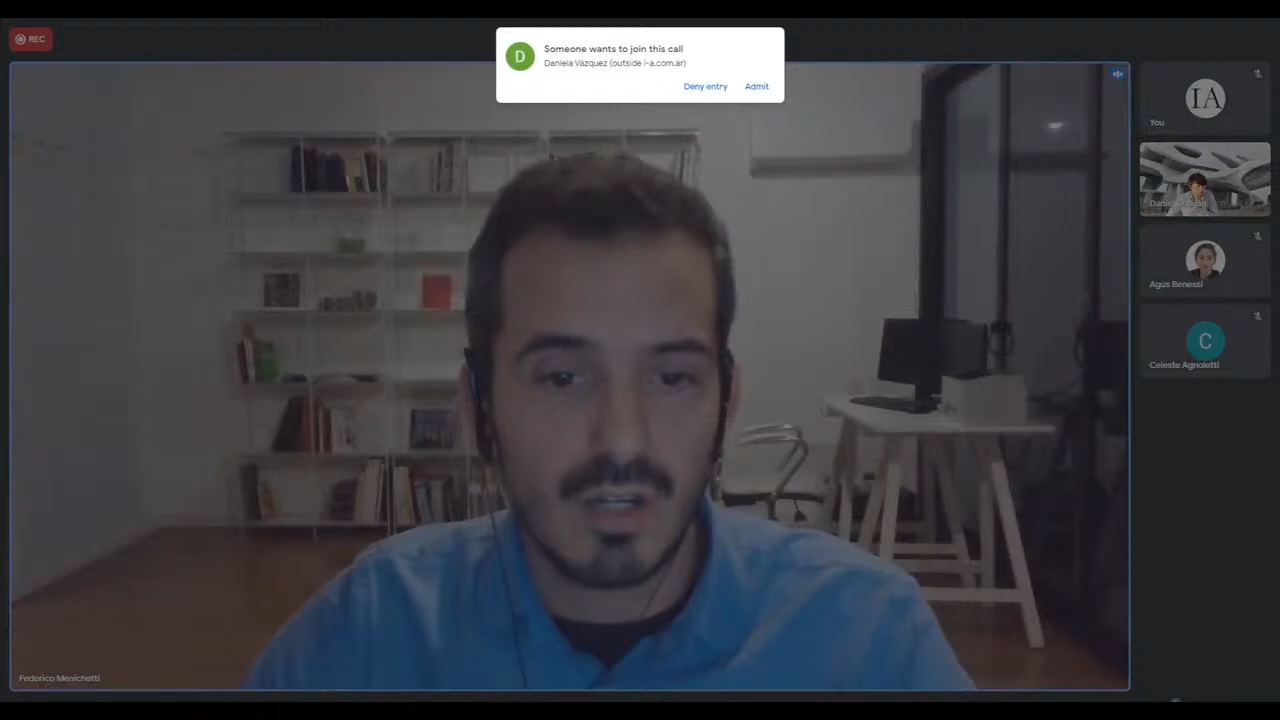 REC
Someone wants to join this call
D
Daniela Vázquez (outside i-a.com.ar)
Deny entry
Admit
IA
You
Agus Benessi
C
Celeste Agnoletti
Federico Menichetti